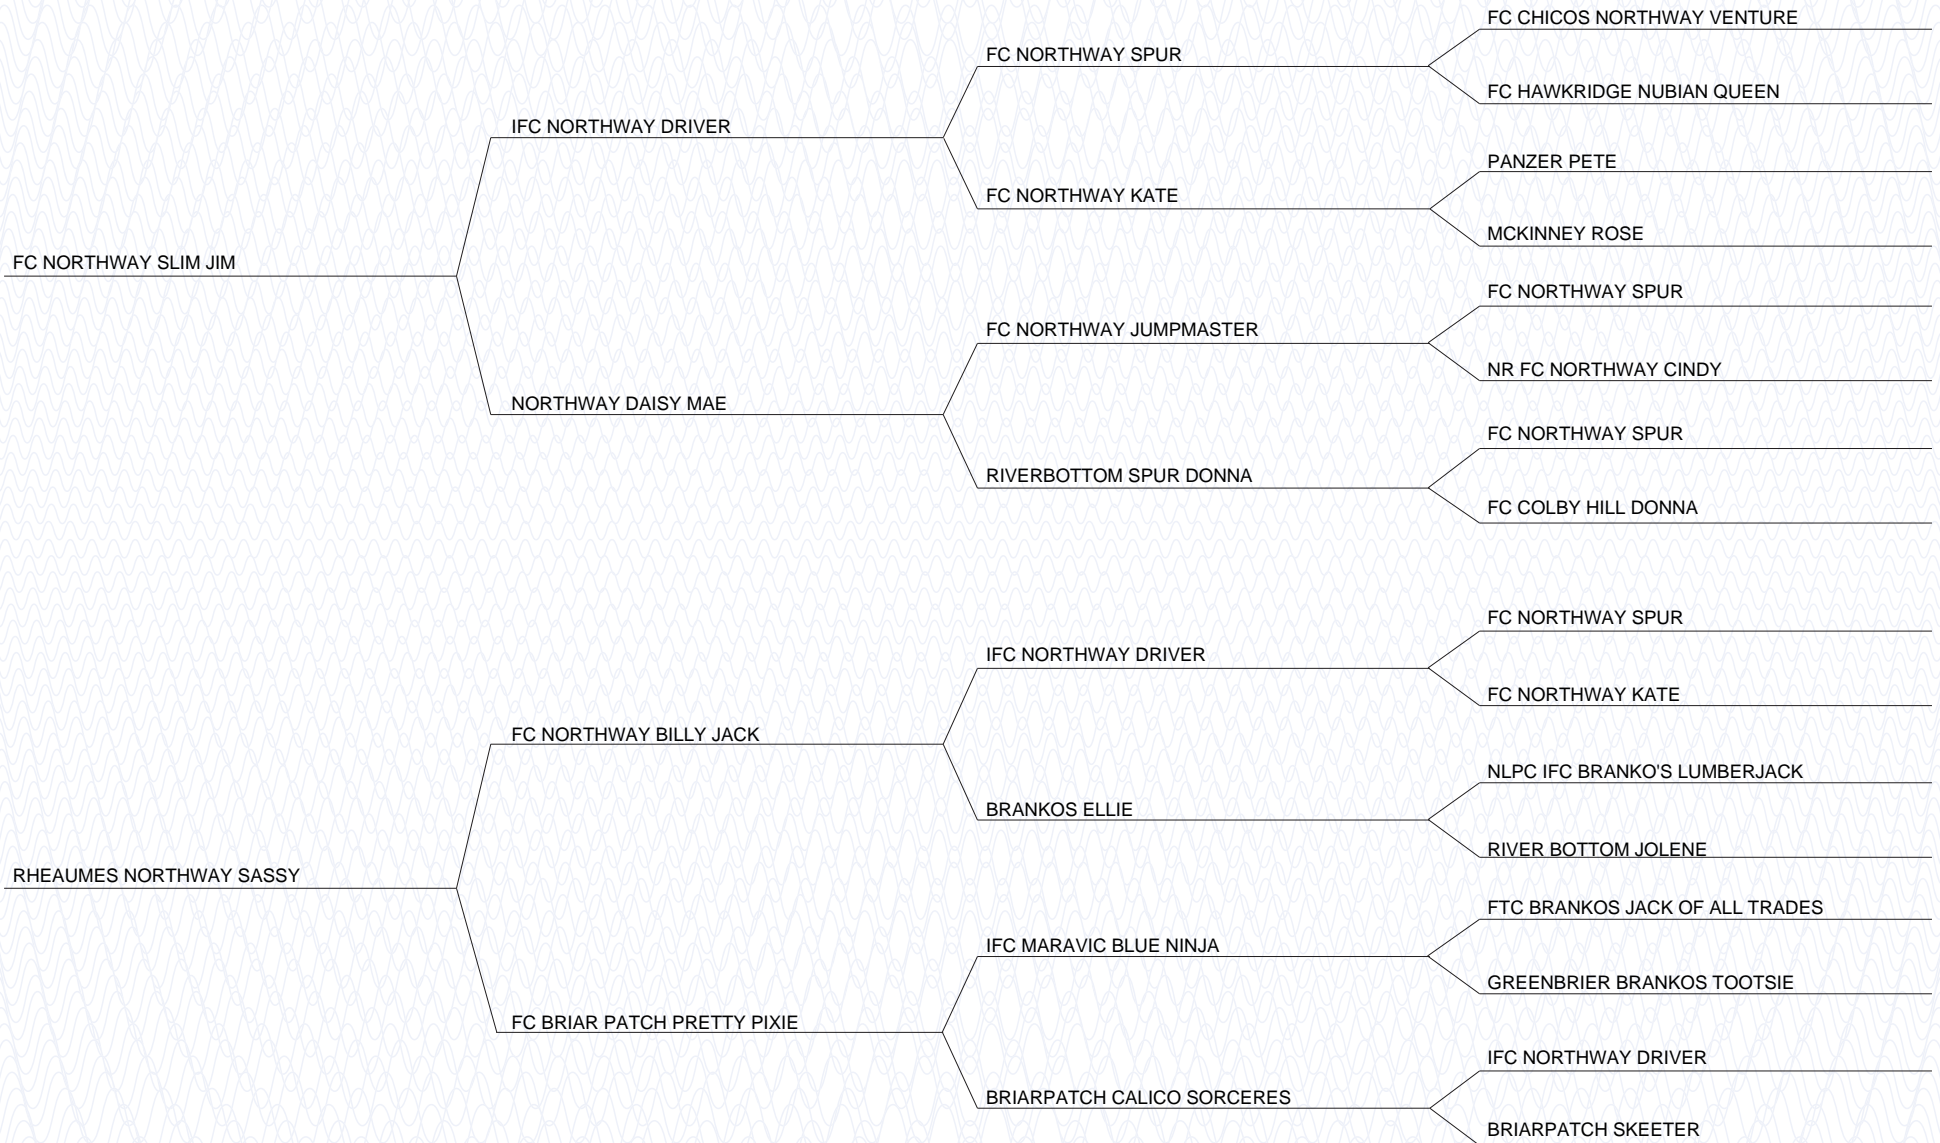 FC CHICOS NORTHWAY VENTURE
FC NORTHWAY SPUR
FC HAWKRIDGE NUBIAN QUEEN
IFC NORTHWAY DRIVER
PANZER PETE
FC NORTHWAY KATE
MCKINNEY ROSE
FC NORTHWAY SLIM JIM
FC NORTHWAY SPUR
FC NORTHWAY JUMPMASTER
NR FC NORTHWAY CINDY
NORTHWAY DAISY MAE
FC NORTHWAY SPUR
RIVERBOTTOM SPUR DONNA
FC COLBY HILL DONNA
FC NORTHWAY SPUR
IFC NORTHWAY DRIVER
FC NORTHWAY KATE
FC NORTHWAY BILLY JACK
NLPC IFC BRANKO'S LUMBERJACK
BRANKOS ELLIE
RIVER BOTTOM JOLENE
RHEAUMES NORTHWAY SASSY
FTC BRANKOS JACK OF ALL TRADES
IFC MARAVIC BLUE NINJA
GREENBRIER BRANKOS TOOTSIE
FC BRIAR PATCH PRETTY PIXIE
IFC NORTHWAY DRIVER
BRIARPATCH CALICO SORCERES
BRIARPATCH SKEETER